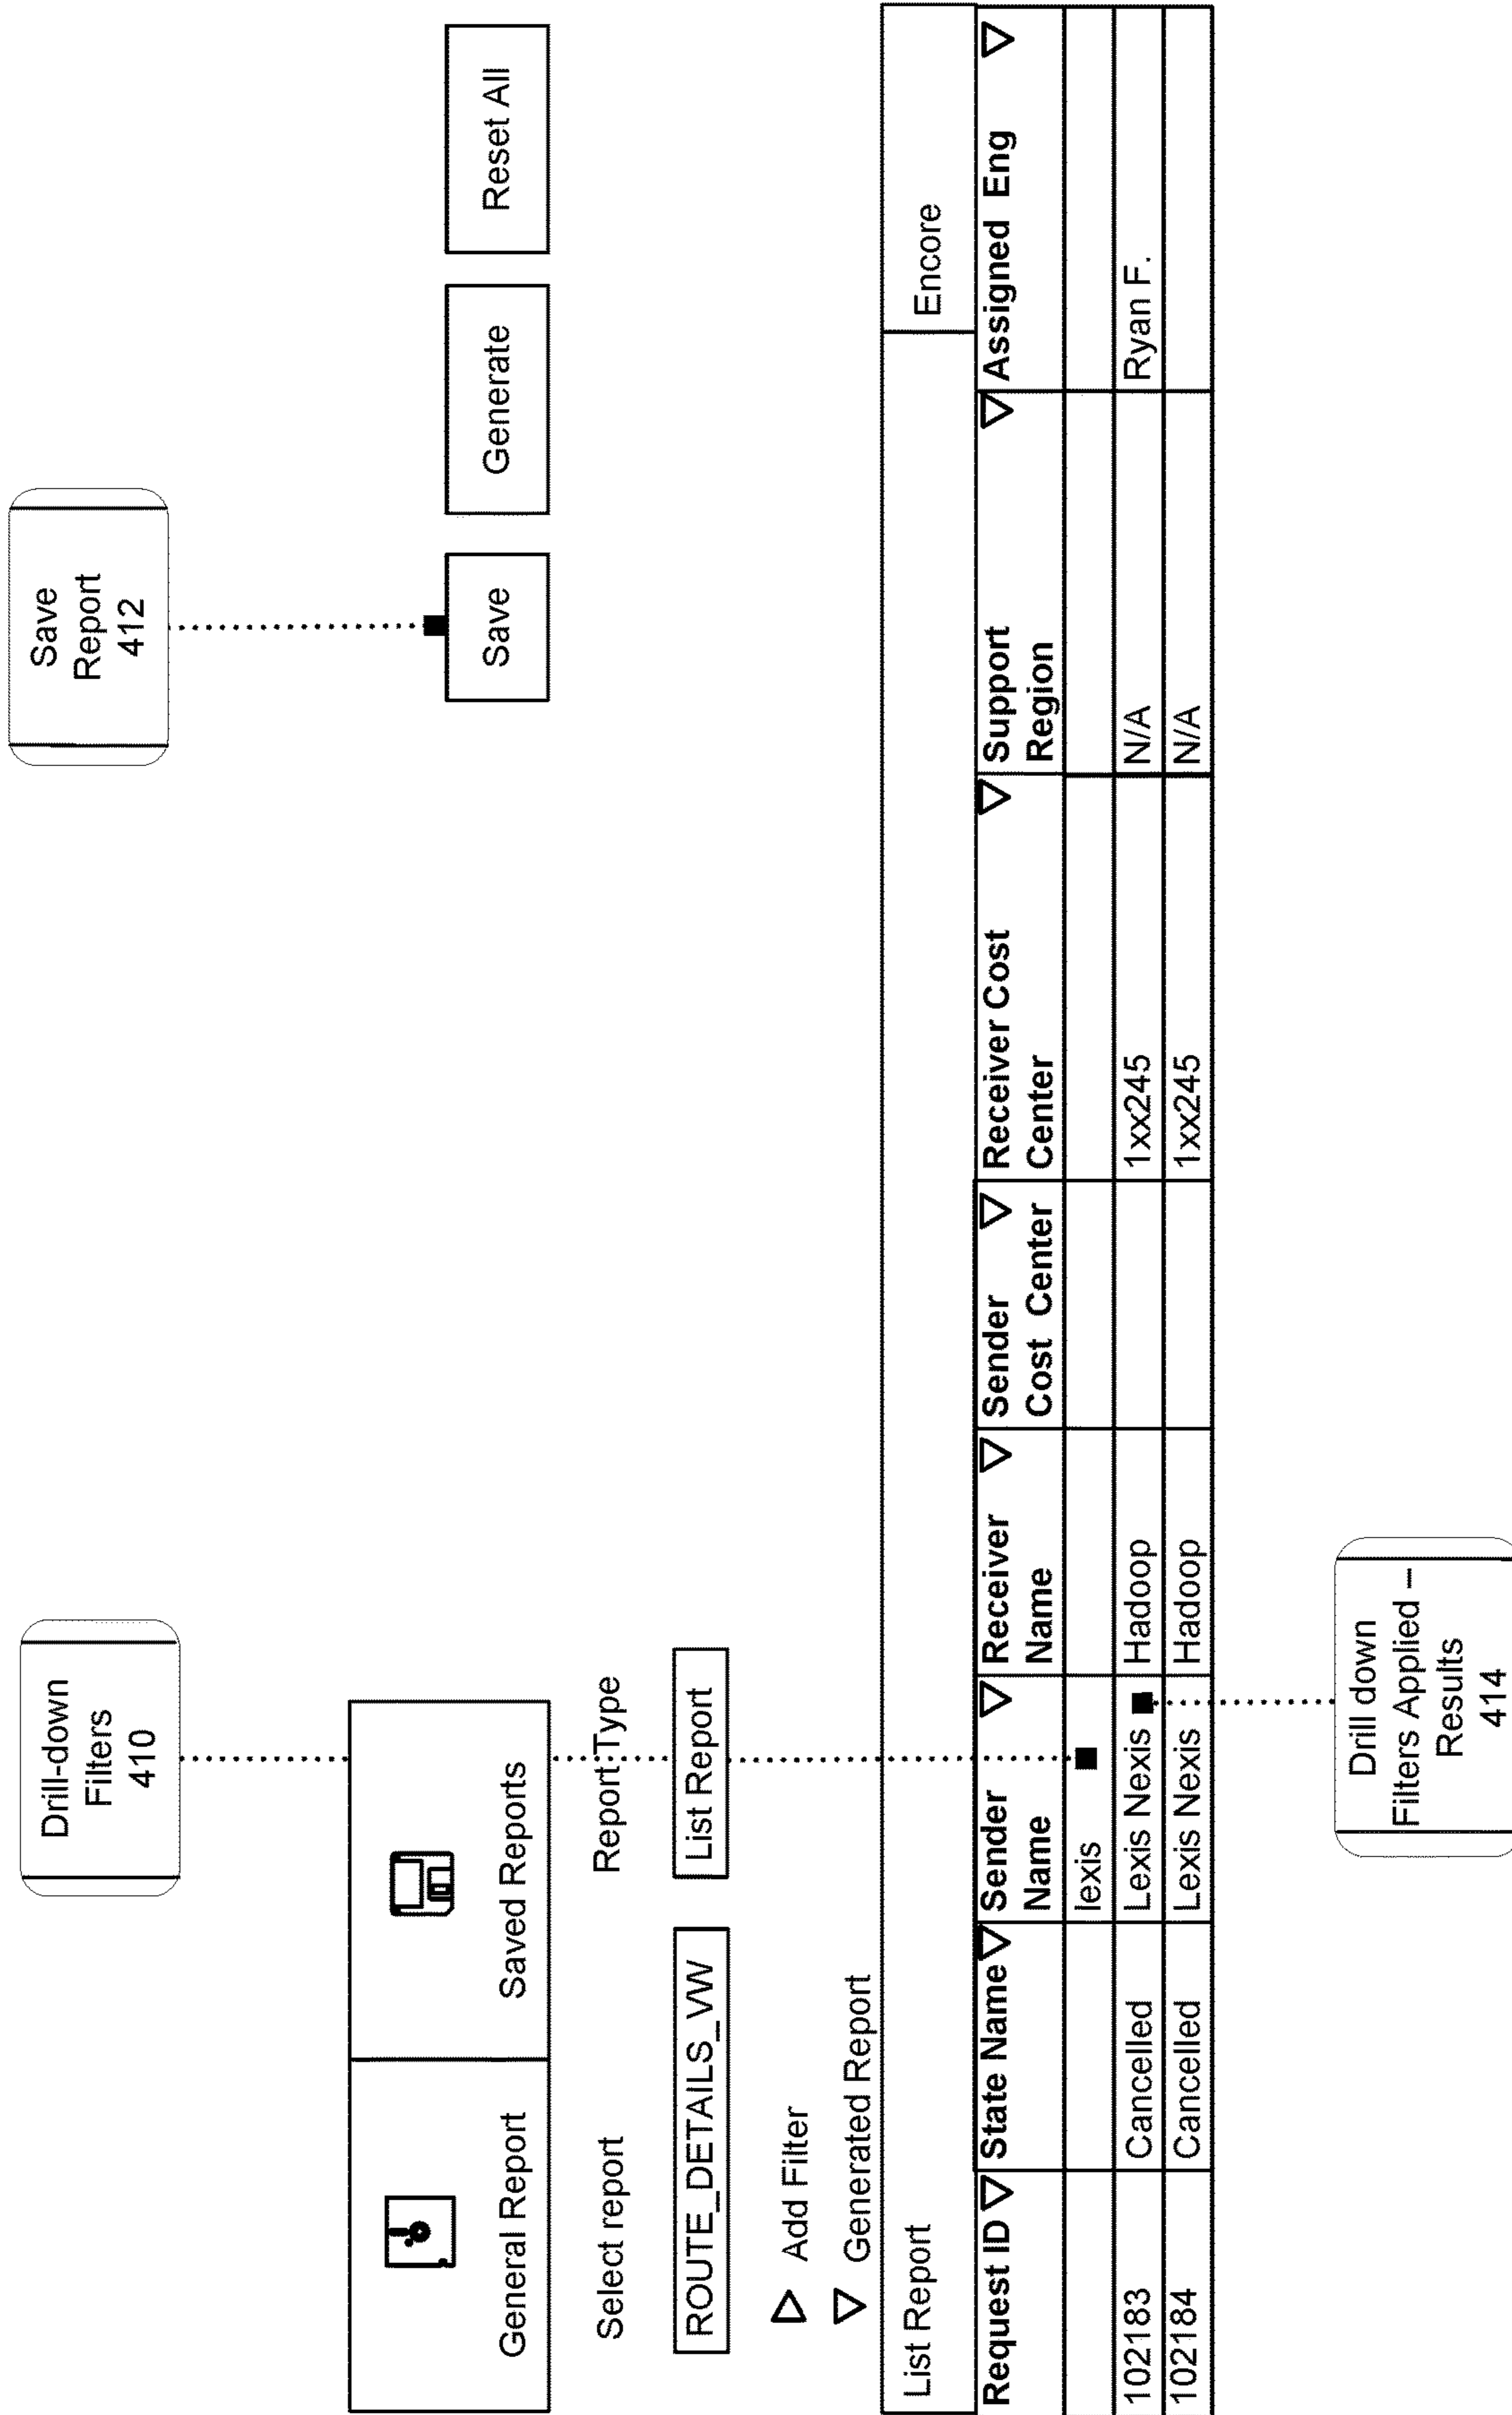 Drill-down
Filters
410
Save
Report
412
General Report
Saved Reports
Save
Generate
Reset All
Select report
Report Type
ROUTE_DETAILS_VW
List Report
Add Filter
Generated Report
List Report
Encore
Request ID State Name Sender Receiver Sender Receiver Cost Support Assigned Eng
Name Name Cost Center Center Region
lexis
102183 Cancelled Lexis Nexis Hadoop 1xx245 N/A Ryan F.
102184 Cancelled Lexis Nexis Hadoop 1xx245 N/A
Drill down
Filters Applied –
Results
414